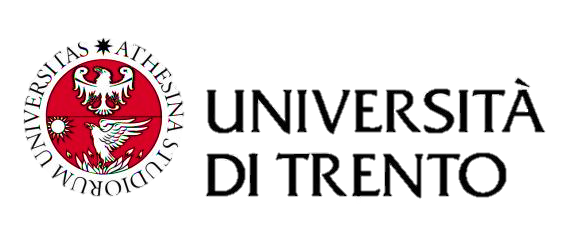 UNIVERSITAS ★ ATHESINA STUDIORUM
UNIVERSITÀ
DI TRENTO